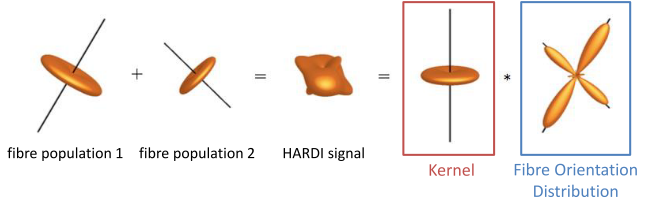 + = = *
fibre population 1 fibre population 2 HARDI signal
Kernel Fibre Orientation
Distribution